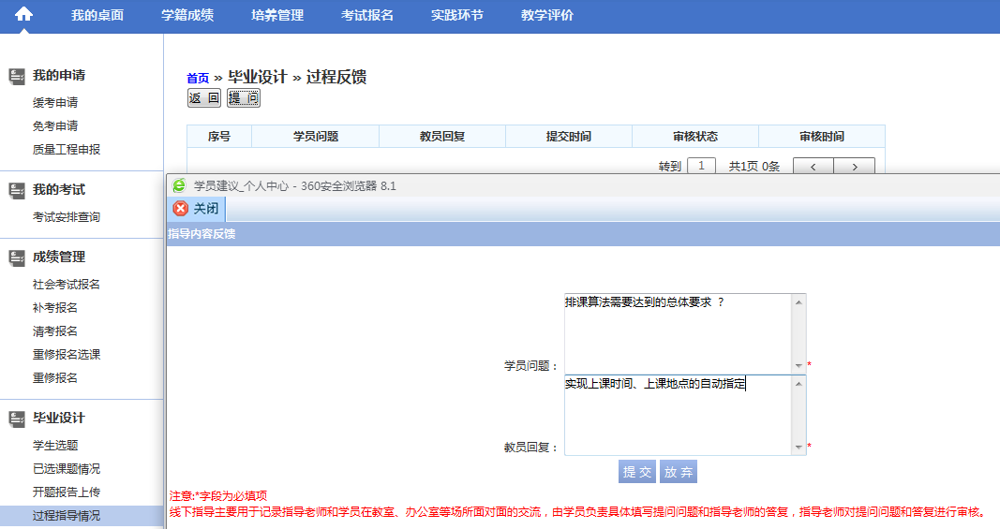 我的桌面 学籍成绩 培养管理 考试报名 实践环节 教学评价
我的申请
缓考申请
免考申请
质量工程申报
我的考试
考试安排查询
成绩管理
社会考试报名
补考报名
清考报名
重修报名选课
重修报名
毕业设计
学生选题
已选课题情况
开题报告上传
过程指导情况
首页 » 毕业设计 » 过程反馈
返 回 提 问
序号 学员问题 教员回复 提交时间 审核状态 审核时间
转到 1 共1页 0条 < >
学员建议_个人中心 - 360安全浏览器 8.1
关闭
指导内容反馈
排课算法需要达到的总体要求 ？
学员问题： *
实现上课时间、上课地点的自动指定
教员回复： *
提 交 放 弃
注意:*字段为必填项
线下指导主要用于记录指导老师和学员在教室、办公室等场所面对面的交流，由学员负责具体填写提问问题和指导老师的答复，指导老师对提问问题和答复进行审核。